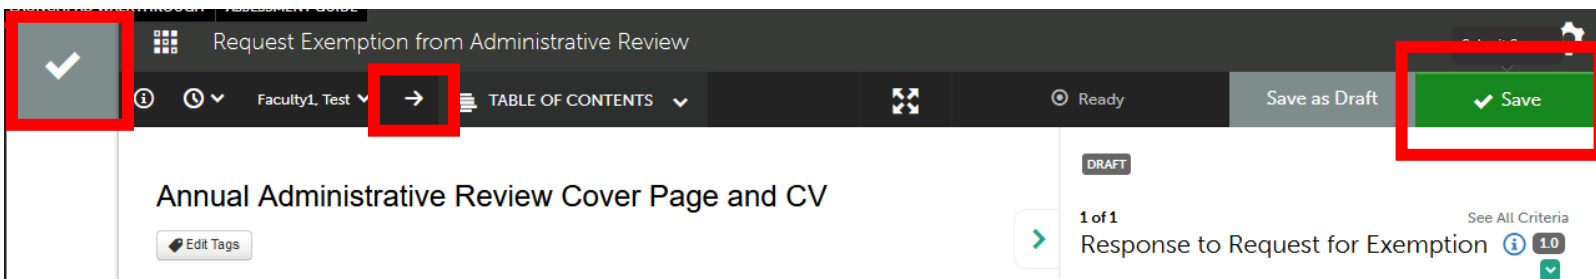 ASSESSMENT GUIDE
Request Exemption from Administrative Review
Faculty1, Test
TABLE OF CONTENTS
Ready
Save as Draft
Save
DRAFT
Annual Administrative Review Cover Page and CV
Edit Tags
1 of 1
See All Criteria
Response to Request for Exemption
1.0